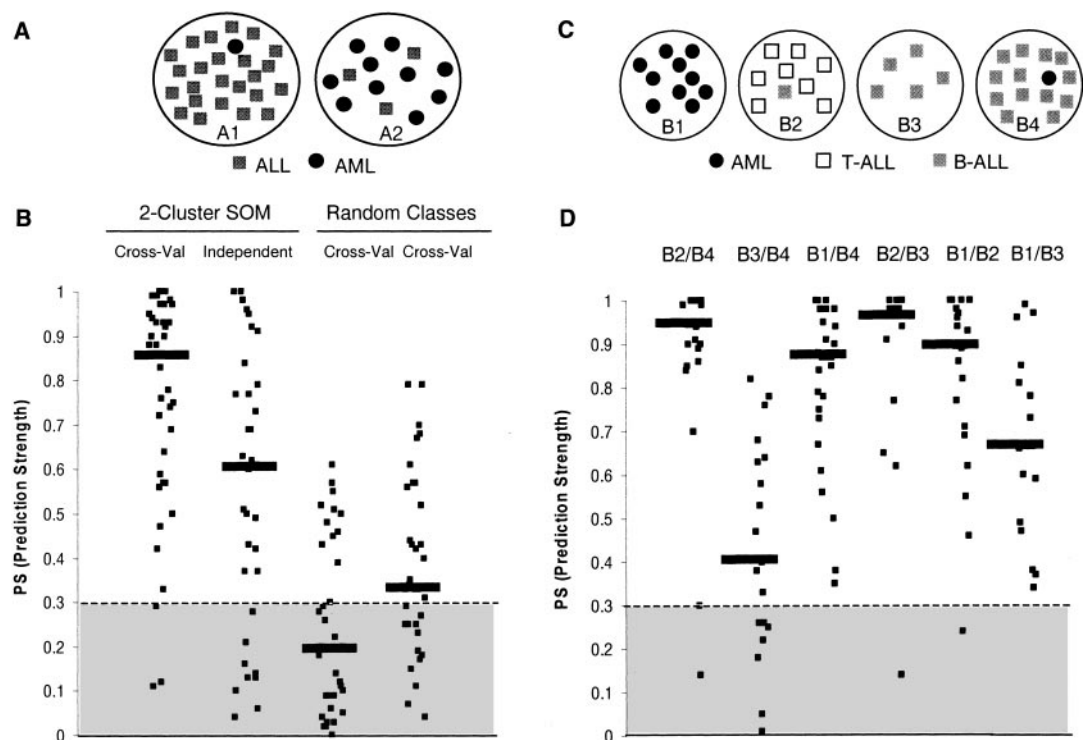 A
A1
A2
ALL AML
C
B1
B2
B3
B4
AML T-ALL B-ALL
B
2-Cluster SOM Random Classes
Cross-Val Independent Cross-Val Cross-Val
PS (Prediction Strength)
1
0.9
0.8
0.7
0.6
0.5
0.4
0.3
0.2
0.1
0
D
B2/B4 B3/B4 B1/B4 B2/B3 B1/B2 B1/B3
PS (Prediction Strength)
1
0.9
0.8
0.7
0.6
0.5
0.4
0.3
0.2
0.1
0